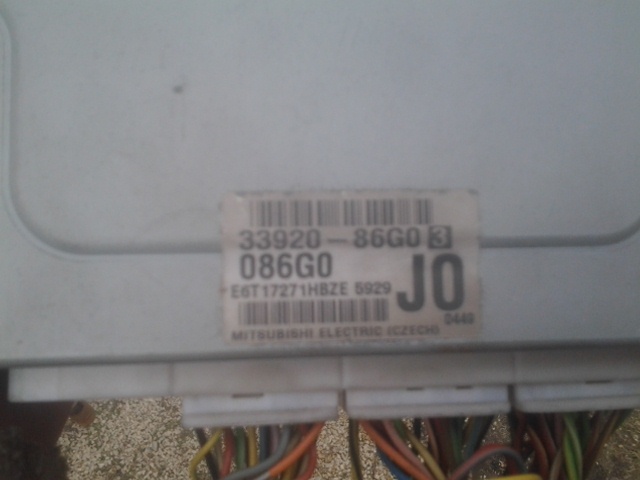 33920-86G0 3
086G0
E6T17271HBZE 5929
J0
0449
MITSUBISHI ELECTRIC (CZECH)